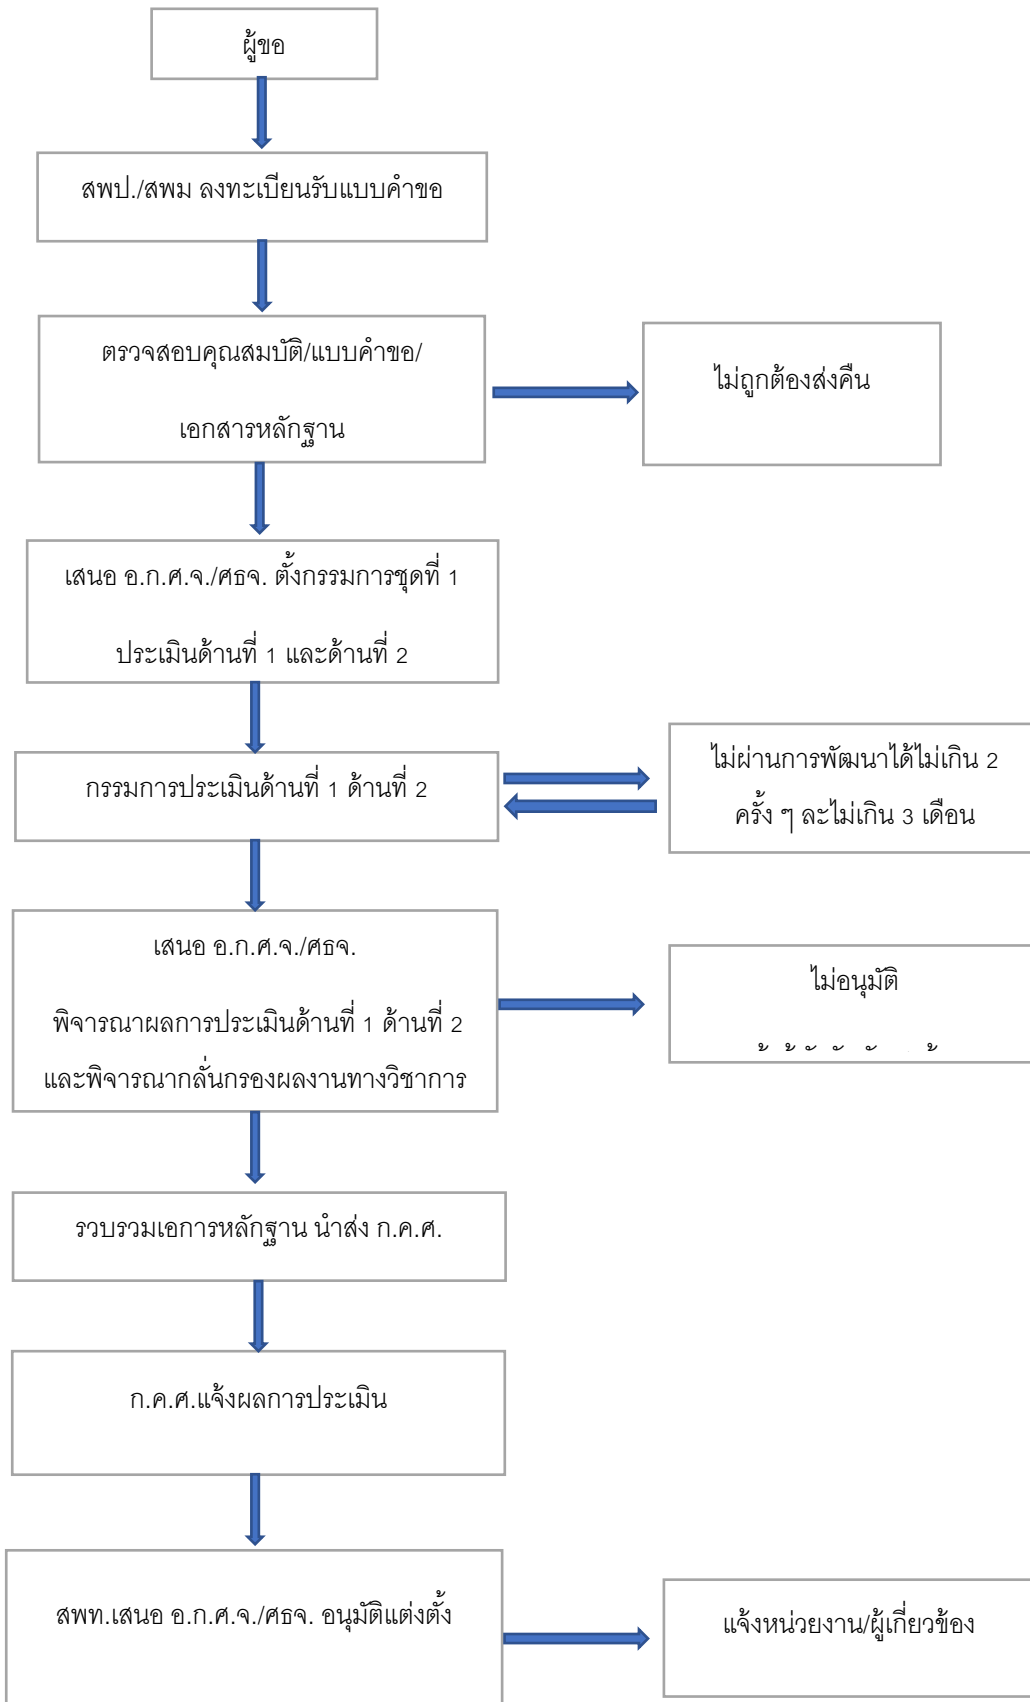 ผู้ขอ
สพป./สพม ลงทะเบียนรับแบบคำขอ
ตรวจสอบคุณสมบัติ/แบบคำขอ/
เอกสารหลักฐาน
ไม่ถูกต้องส่งคืน
เสนอ อ.ก.ศ.จ./ศธจ. ตั้งกรรมการชุดที่ 1
ประเมินด้านที่ 1 และด้านที่ 2
กรรมการประเมินด้านที่ 1 ด้านที่ 2
ไม่ผ่านการพัฒนาได้ไม่เกิน 2
ครั้ง ๆ ละไม่เกิน 3 เดือน
เสนอ อ.ก.ศ.จ./ศธจ.
พิจารณาผลการประเมินด้านที่ 1 ด้านที่ 2
และพิจารณากลั่นกรองผลงานทางวิชาการ
ไม่อนุมัติ
รวบรวมเอการหลักฐาน นำส่ง ก.ค.ศ.
ก.ค.ศ.แจ้งผลการประเมิน
สพท.เสนอ อ.ก.ศ.จ./ศธจ. อนุมัติแต่งตั้ง
แจ้งหน่วยงาน/ผู้เกี่ยวข้อง